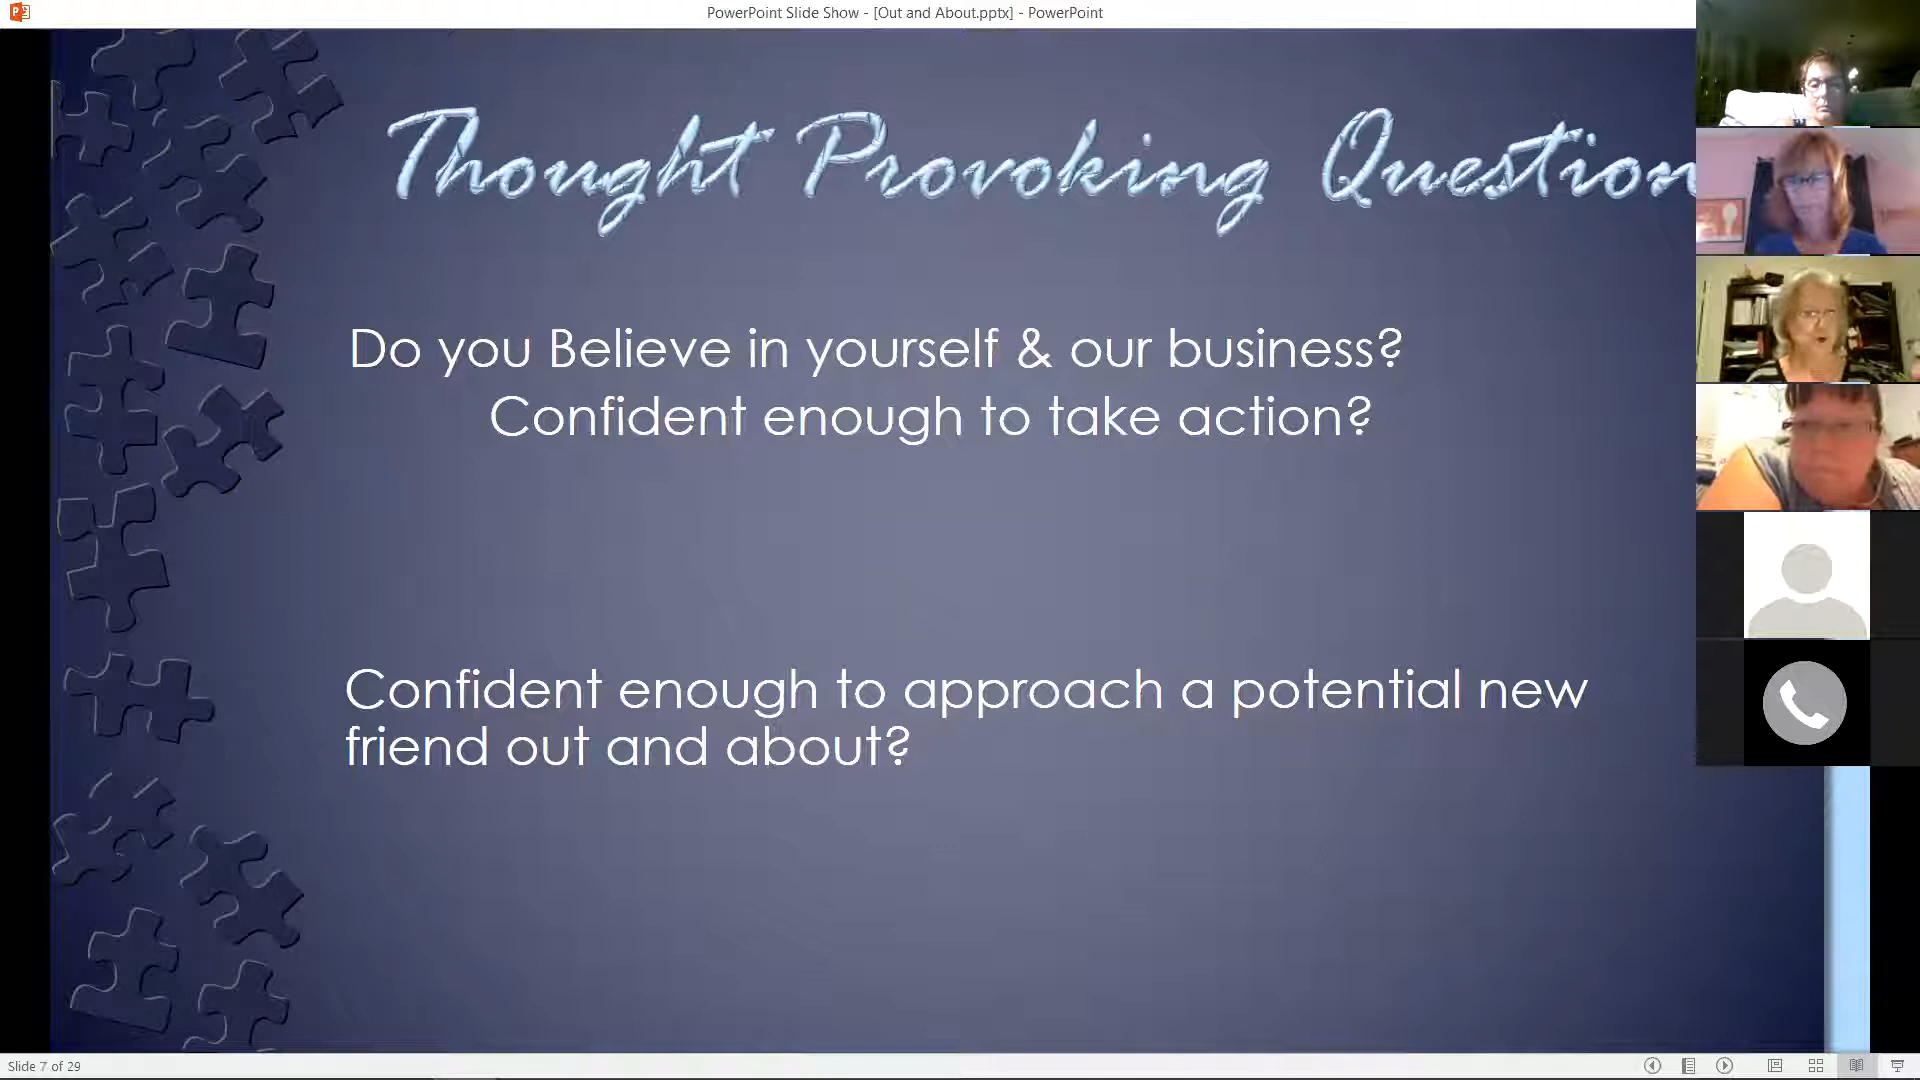 PowerPoint Slide Show - [Out and About.pptx] - PowerPoint
Thought Provoking Question
Do you Believe in yourself & our business?
Confident enough to take action?
Confident enough to approach a potential new
friend out and about?
Slide 7 of 29